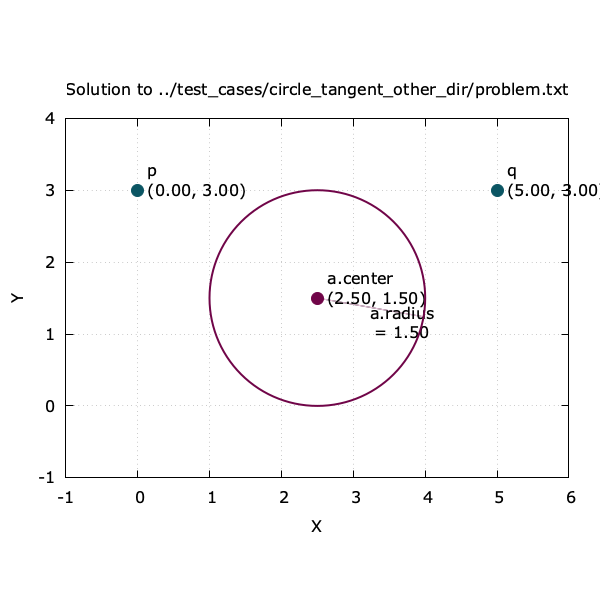 Solution to ../test_cases/circle_tangent_other_dir/problem.txt
4
3
2
1
0
-1
p
(0.00, 3.00)
q
(5.00, 3.00)
a.center
(2.50, 1.50)
a.radius
= 1.50
Y
-1 0 1 2 3 4 5 6
X